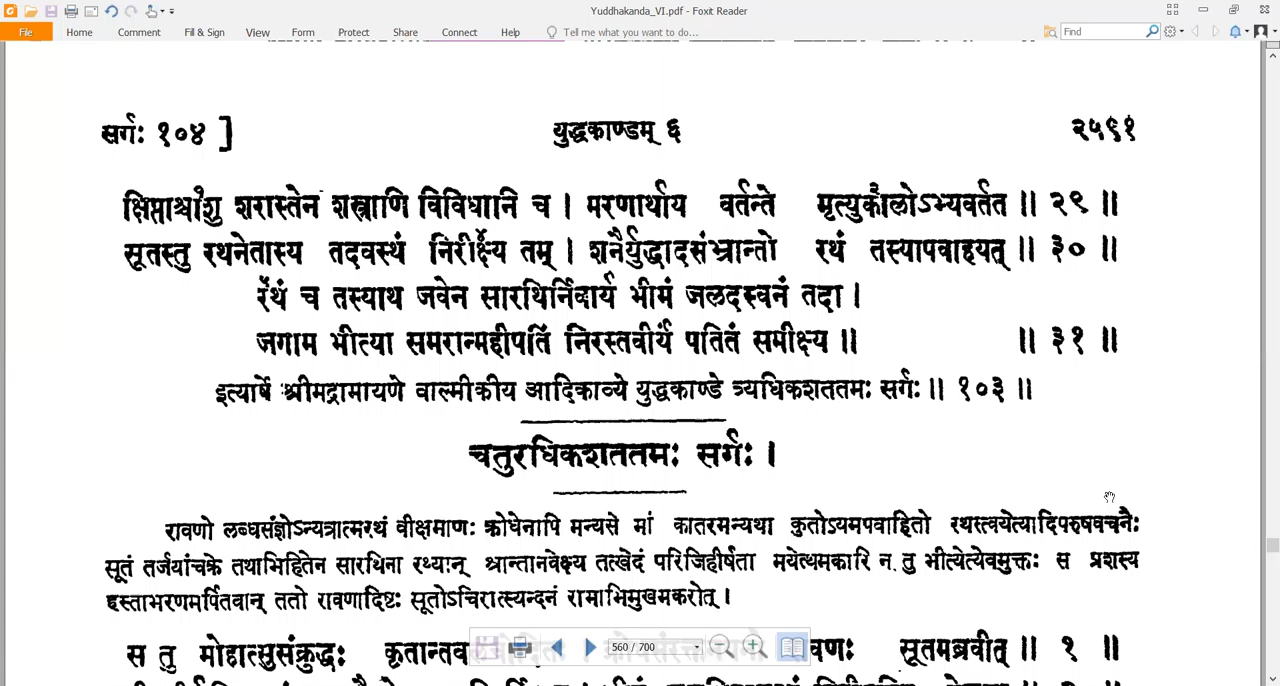 Yuddhakanda_VI.pdf - Foxit Reader
File Home Comment Fill & Sign View Form Protect Share Connect Help Tell me what you want to do... Find
सर्गः १०४ ] युद्धकाण्डम् ६ २५९१
क्षिप्ताश्चाशु शरास्तेन शस्त्राणि विविधानि च । मरणार्थाय वर्तन्ते मृत्युकालोऽभ्यवर्तत ॥ २९ ॥
सूतस्तु रथनेतास्य तदवस्थं निरीक्ष्य तम् । शनैर्युद्धादसंभ्रान्तो रथं तस्यापवाहयत् ॥ ३० ॥
रथं च तस्याथ जवेन सारथिर्निवार्य भीमं जलदस्वनं तदा ।
जगाम भीत्या समरान्महीपतिं निरस्तवीर्यं पतितं समीक्ष्य ॥ ॥ ३१ ॥
इत्यार्षे श्रीमद्रामायणे वाल्मीकीय आदिकाव्ये युद्धकाण्डे त्र्यधिकशततमः सर्गः ॥ १०३ ॥
चतुरधिकशततमः सर्गः ।
रावणो लब्धसंज्ञोऽन्यत्रात्मरथं वीक्षमाणः क्रोधेनापि मन्यसे मां कातरमन्यथा कुतोऽयमपवाहितो रथस्त्वयेत्यादिपरुषवचनैः
सूतं तर्जयांचक्रे तथाभिहितेन सारथिना रथ्यान् श्रान्तानवेक्ष्य तत्खेदं परिजिहीर्षता मयेत्थमकारि न तु भीत्येत्येवमुक्तः स प्रशस्य
हस्ताभरणमर्पितवान् ततो रावणादिष्टः सूतोऽचिरात्स्यन्दनं रामाभिमुखमकरोत् ।
स तु मोहात्सुसंक्रुद्धः सूतमब्रवीत् ॥ १ ॥
560 / 700